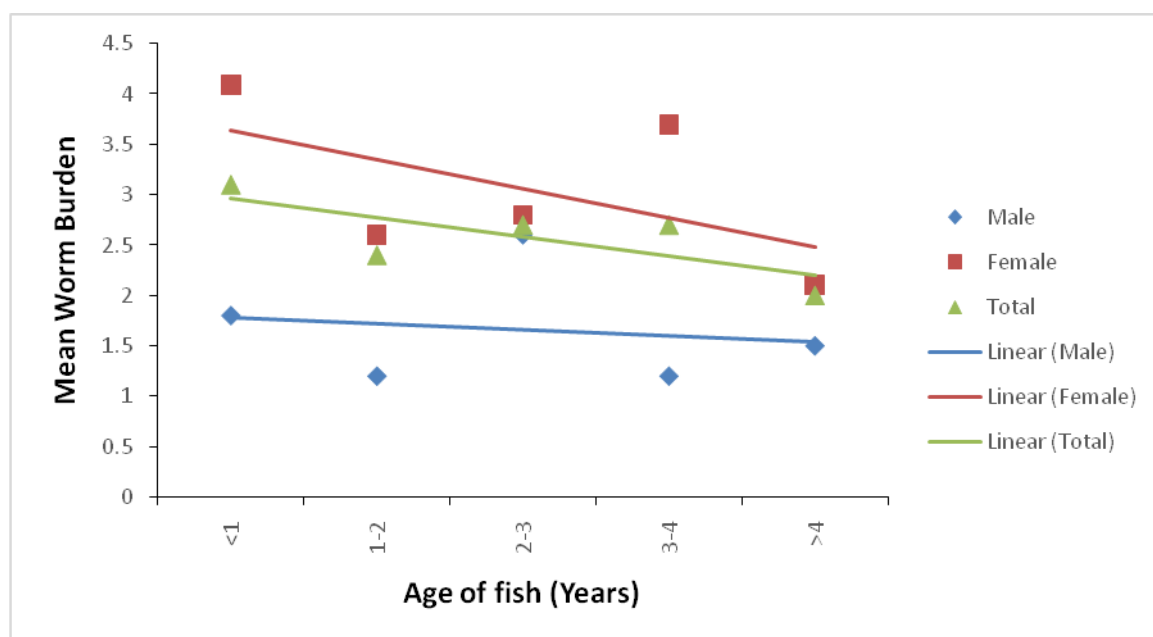 4.5
4
3.5
3
2.5
2
1.5
1
0.5
0
Mean Worm Burden
<1
1-2
2-3
3-4
>4
Age of fish (Years)
Male
Female
Total
Linear (Male)
Linear (Female)
Linear (Total)